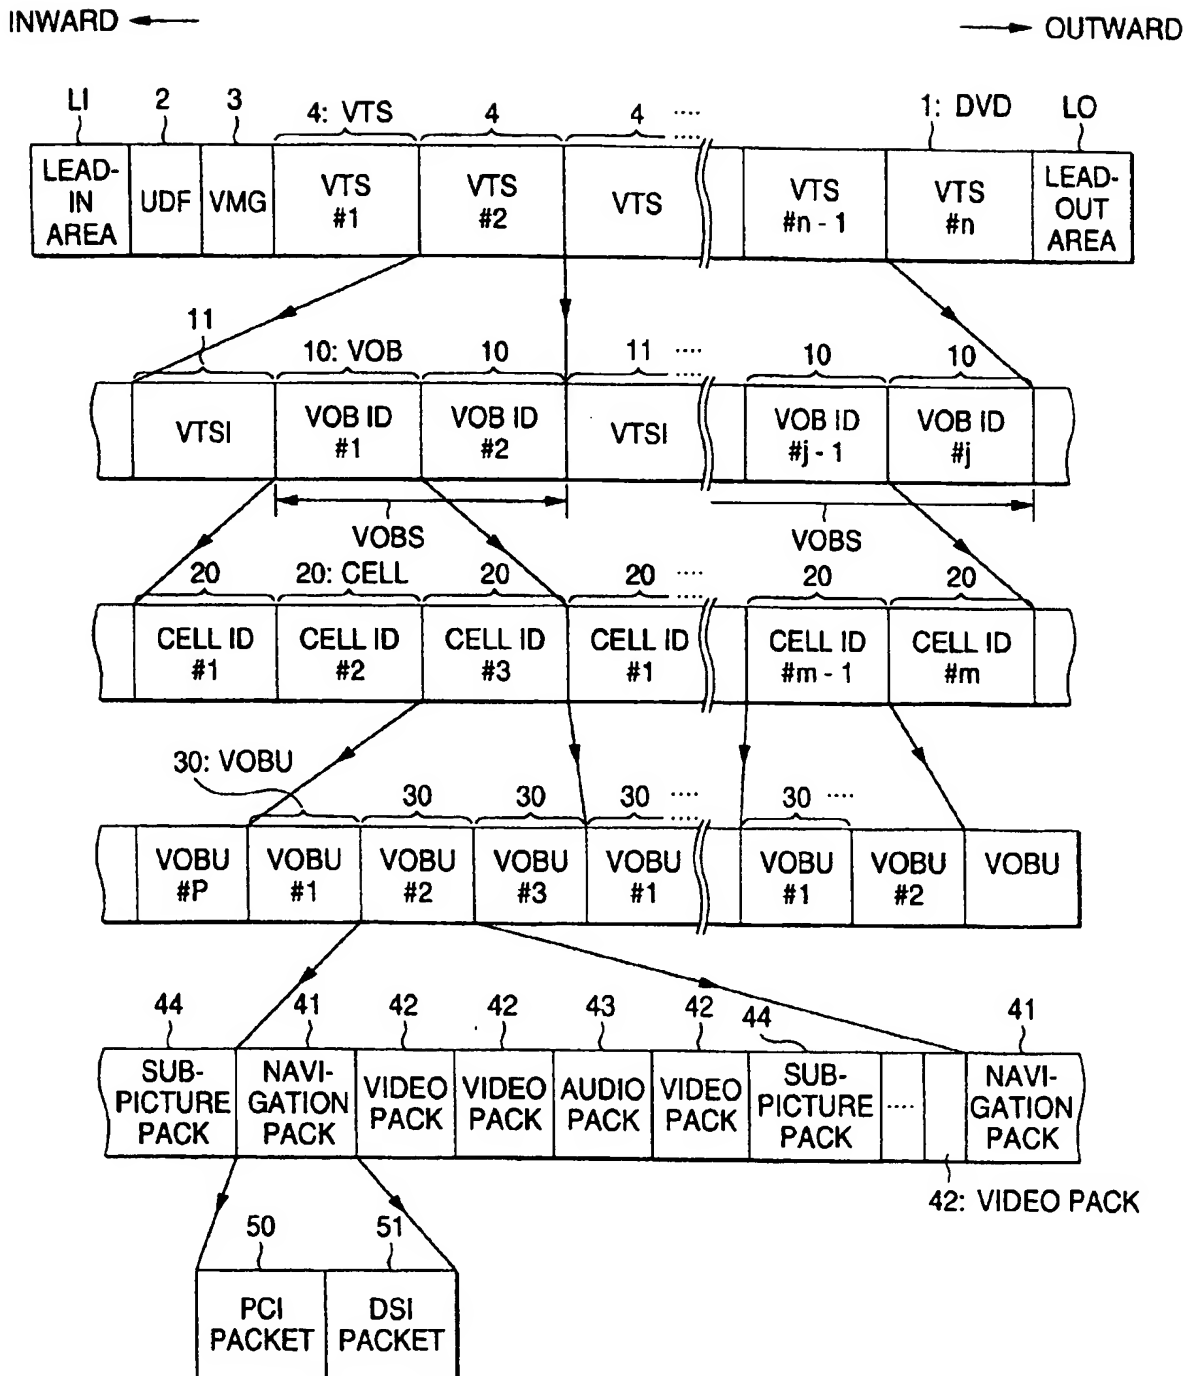 INWARD
OUTWARD
LI 2 3 4: VTS 4 4 ···· ···· 1: DVD LO
LEAD-
IN
AREA
UDF
VMG
VTS
#1
VTS
#2
VTS
VTS
#n - 1
VTS
#n
LEAD-
OUT
AREA
11 10: VOB 10 11 ···· ···· 10 10
VTSI
VOB ID
#1
VOB ID
#2
VTSI
VOB ID
#j - 1
VOB ID
#j
VOBS
VOBS
20 20: CELL 20 20 ···· ···· 20 20
CELL ID
#1
CELL ID
#2
CELL ID
#3
CELL ID
#1
CELL ID
#m - 1
CELL ID
#m
30: VOBU
30 30 30 ···· ···· 30 ····
VOBU
#P
VOBU
#1
VOBU
#2
VOBU
#3
VOBU
#1
VOBU
#1
VOBU
#2
VOBU
44 41 42 42 43 42 44 41
SUB-
PICTURE
PACK
NAVI-
GATION
PACK
VIDEO
PACK
VIDEO
PACK
AUDIO
PACK
VIDEO
PACK
SUB-
PICTURE
PACK
····
NAVI-
GATION
PACK
42: VIDEO PACK
50 51
PCI
PACKET
DSI
PACKET